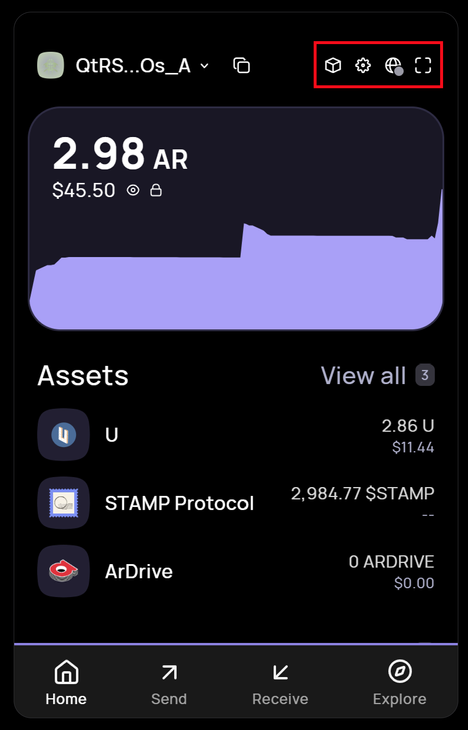 QtRS...Os_A
2.98 AR
$45.50
Assets
View all 3
U
2.86 U
$11.44
STAMP Protocol
2,984.77 $STAMP
--
ArDrive
0 ARDRIVE
$0.00
Home
Send
Receive
Explore